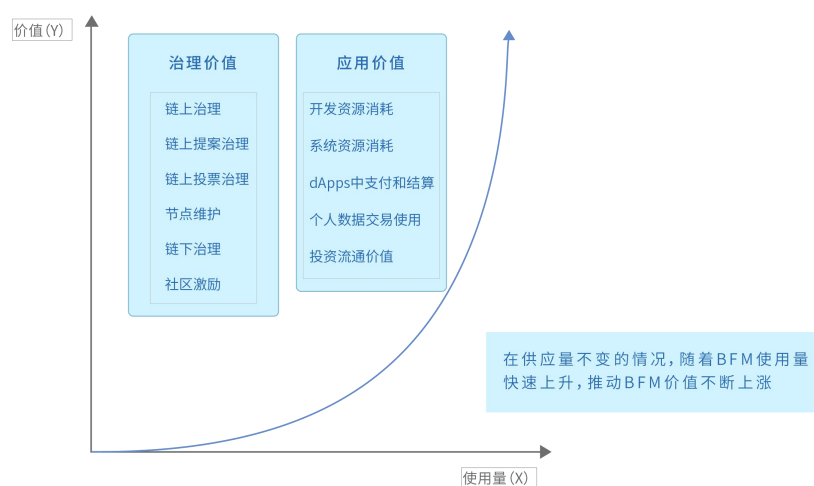 价值(Y)
治理价值
链上治理
链上提案治理
链上投票治理
节点维护
链下治理
社区激励
应用价值
开发资源消耗
系统资源消耗
dApps中支付和结算
个人数据交易使用
投资流通价值
在供应量不变的情况,随着BFM使用量
快速上升,推动BFM价值不断上涨
使用量(X)